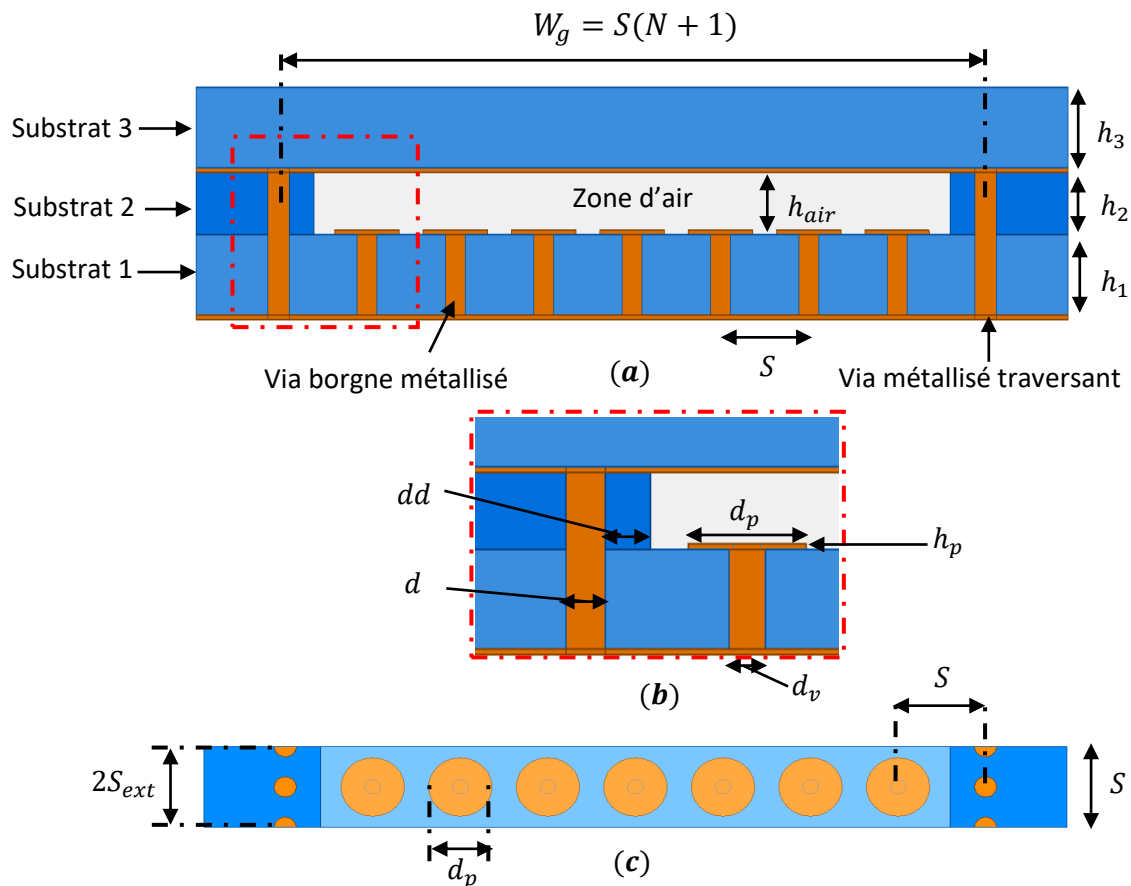 W_g = S(N + 1)
Substrat 3
h_3
Substrat 2
Zone d'air
h_air
h_2
Substrat 1
h_1
Via borgne métallisé
(a)
S
Via métallisé traversant
dd
d_p
h_p
d
(b)
d_v
S
2S_ext
S
d_p
(c)